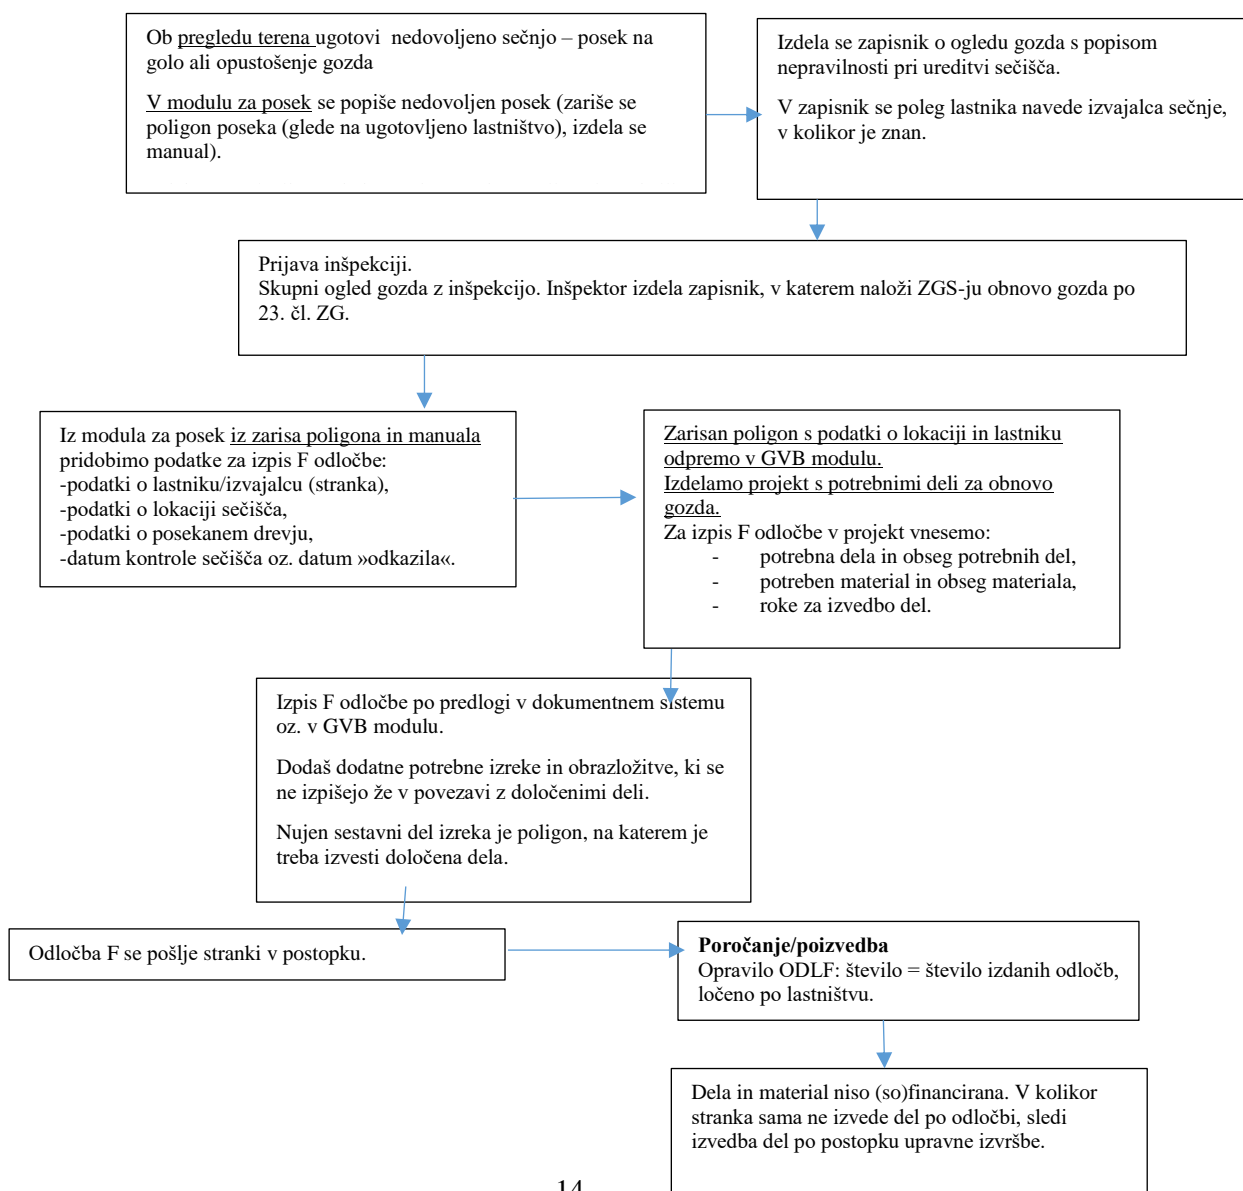 Ob pregledu terena ugotovi  nedovoljeno sečnjo – posek na
golo ali opustošenje gozda
V modulu za posek se popiše nedovoljen posek (zariše se
poligon poseka (glede na ugotovljeno lastništvo), izdela se
manual).
Izdela se zapisnik o ogledu gozda s popisom
nepravilnosti pri ureditvi sečišča.
V zapisnik se poleg lastnika navede izvajalca sečnje,
v kolikor je znan.
Prijava inšpekciji.
Skupni ogled gozda z inšpekcijo. Inšpektor izdela zapisnik, v katerem naloži ZGS-ju obnovo gozda po
23. čl. ZG.
Iz modula za posek iz zarisa poligona in manuala
pridobimo podatke za izpis F odločbe:
-podatki o lastniku/izvajalcu (stranka),
-podatki o lokaciji sečišča,
-podatki o posekanem drevju,
-datum kontrole sečišča oz. datum »odkazila«.
Zarisan poligon s podatki o lokaciji in lastniku
odpremo v GVB modulu.
Izdelamo projekt s potrebnimi deli za obnovo
gozda.
Za izpis F odločbe v projekt vnesemo:
- potrebna dela in obseg potrebnih del,
- potreben material in obseg materiala,
- roke za izvedbo del.
Izpis F odločbe po predlogi v dokumentnem sistemu
oz. v GVB modulu.
Dodaš dodatne potrebne izreke in obrazložitve, ki se
ne izpišejo že v povezavi z določenimi deli.
Nujen sestavni del izreka je poligon, na katerem je
treba izvesti določena dela.
Odločba F se pošlje stranki v postopku.
Poročanje/poizvedba
Opravilo ODLF: število = število izdanih odločb,
ločeno po lastništvu.
Dela in material niso (so)financirana. V kolikor
stranka sama ne izvede del po odločbi, sledi
izvedba del po postopku upravne izvršbe.
14